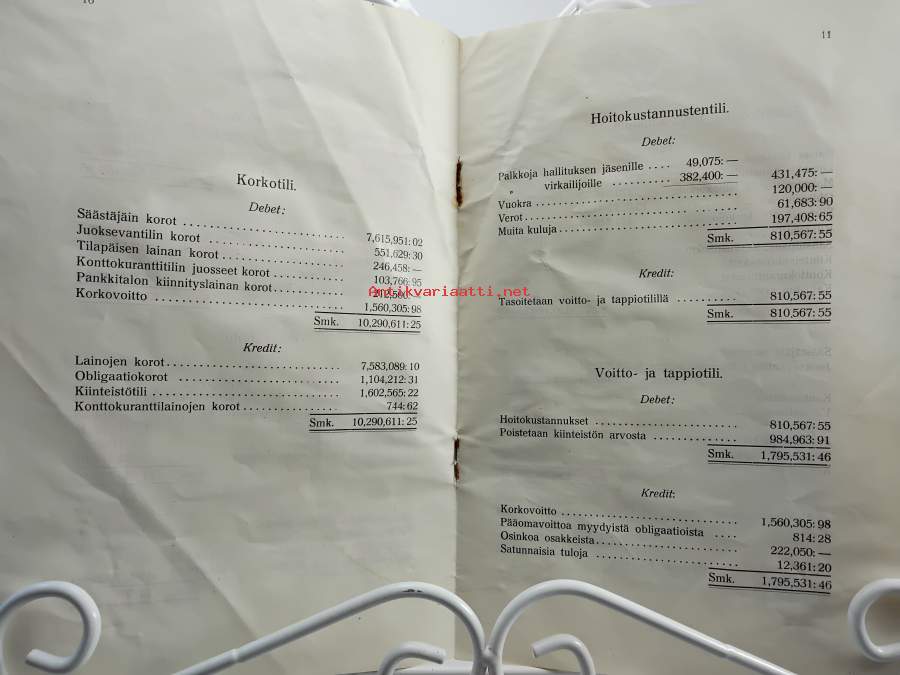 10
Korkotili.
Debet:
Säästäjäin korot 7,615,951:02
Juoksevantilin korot 551,629:30
Tilapäisen lainan korot 246,458:—
Konttokuranttitilin juosseet korot 103,766:95
Pankkitalon kiinnityslainan korot
Antikvariaatti.net
Korkovoitto 1,560,305:98
Smk. 10,290,611:25
Kredit:
Lainojen korot 7,583,089:10
Obligaatiokorot 1,104,212:31
Kiinteistötili 1,602,565:22
Konttokuranttilainojen korot 744:62
Smk. 10,290,611:25
11
Hoitokustannustentili.
Debet:
Palkkoja hallituksen jäsenille 49,075:—
„ virkailijoille 382,400:— 431,475:—
Vuokra 120,000:—
Verot 61,683:90
Muita kuluja 197,408:65
Smk. 810,567:55
Kredit:
Tasoitetaan voitto- ja tappiotilillä 810,567:55
Smk. 810,567:55
Voitto- ja tappiotili.
Debet:
Hoitokustannukset 810,567:55
Poistetaan kiinteistön arvosta 984,963:91
Smk. 1,795,531:46
Kredit:
Korkovoitto 1,560,305:98
Pääomavoittoa myydyistä obligaatioista 814:28
Osinkoa osakkeista 222,050:—
Satunnaisia tuloja 12,361:20
Smk. 1,795,531:46